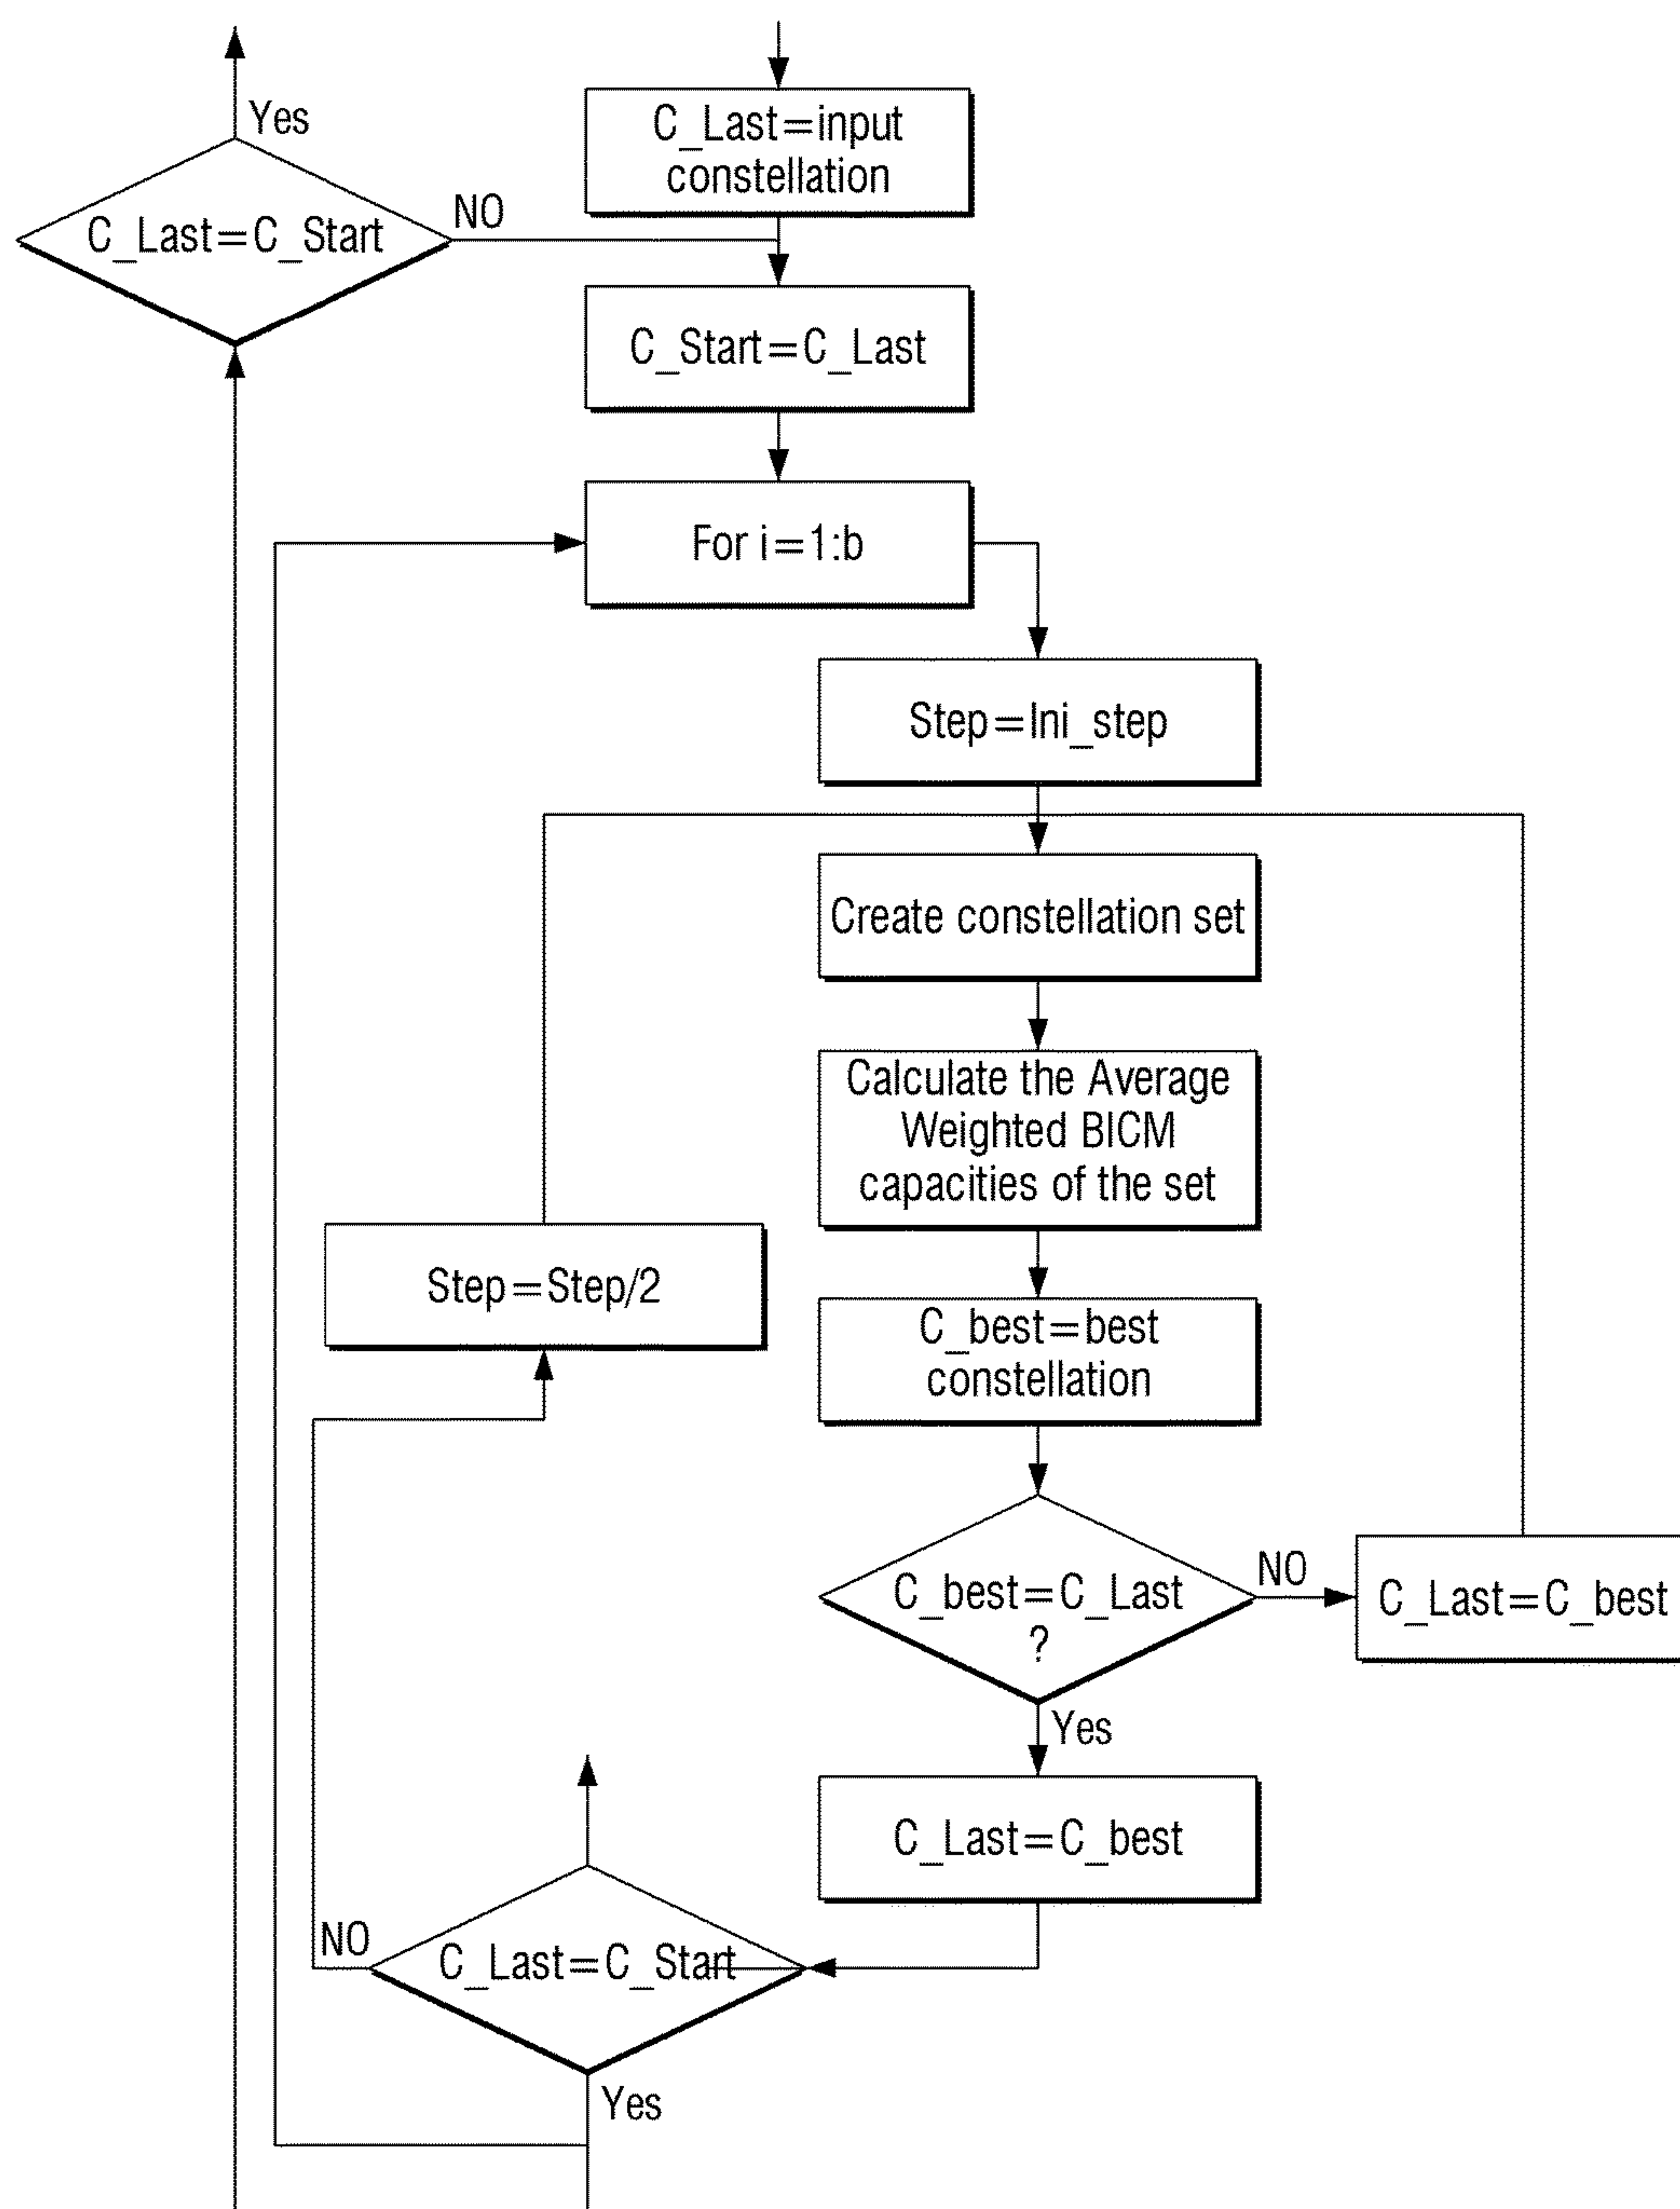 Yes
C_Last=input
constellation
C_Last=C_Start
NO
C_Start=C_Last
For i=1:b
Step=Ini_step
Create constellation set
Calculate the Average
Weighted BICM
capacities of the set
Step=Step/2
C_best=best
constellation
C_best=C_Last
?
NO
C_Last=C_best
Yes
C_Last=C_best
NO
C_Last=C_Start
Yes